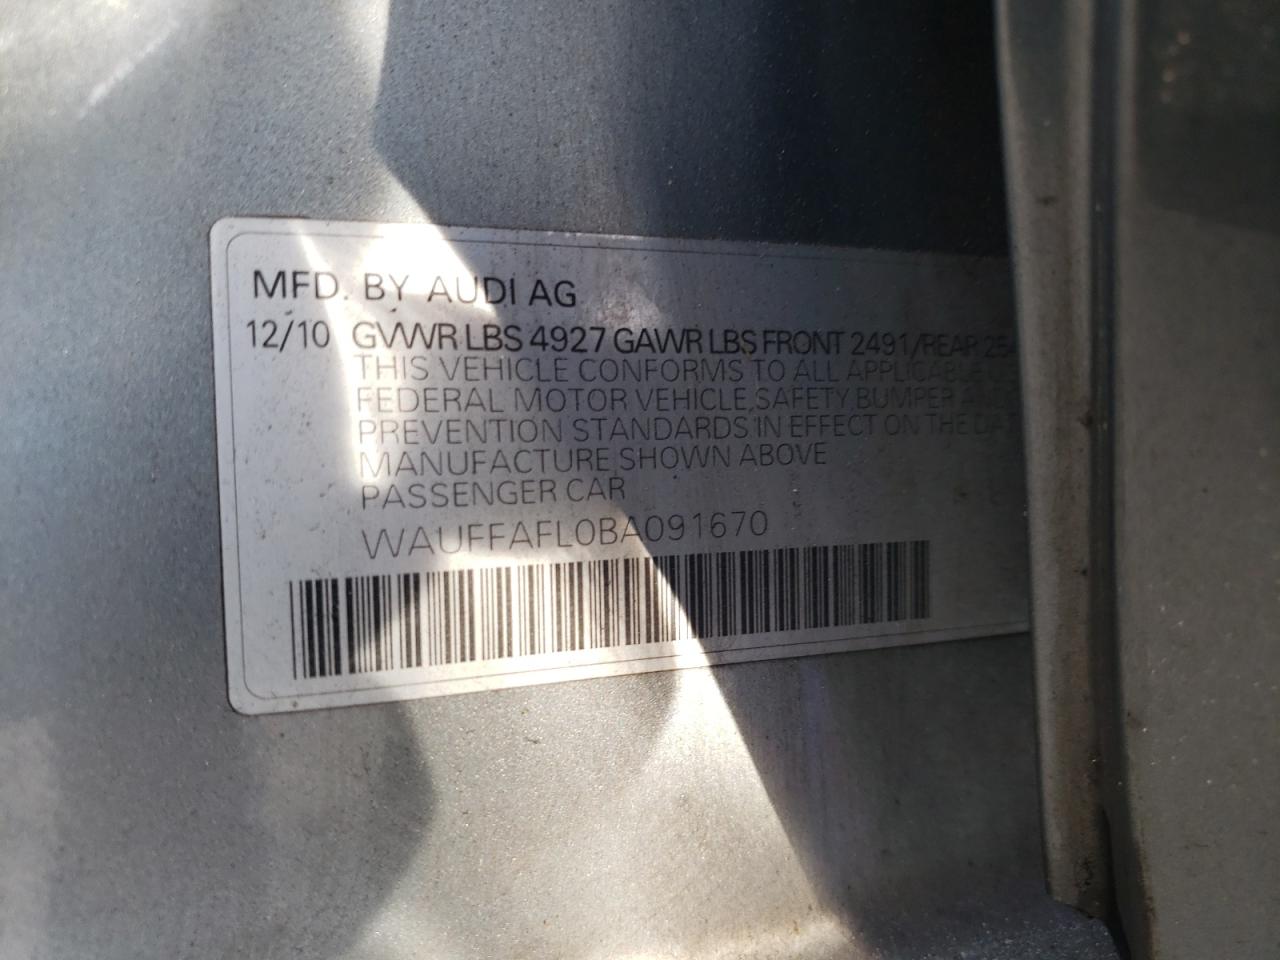 MFD. BY AUDI AG
12/10 GVWR LBS 4927 GAWR LBS FRONT 2491/REAR
THIS VEHICLE CONFORMS TO ALL APPLICABLE
FEDERAL MOTOR VEHICLE SAFETY BUMPER
PREVENTION STANDARDS IN EFFECT ON THE
MANUFACTURE SHOWN ABOVE
PASSENGER CAR
WAUFFAFL0BA091670